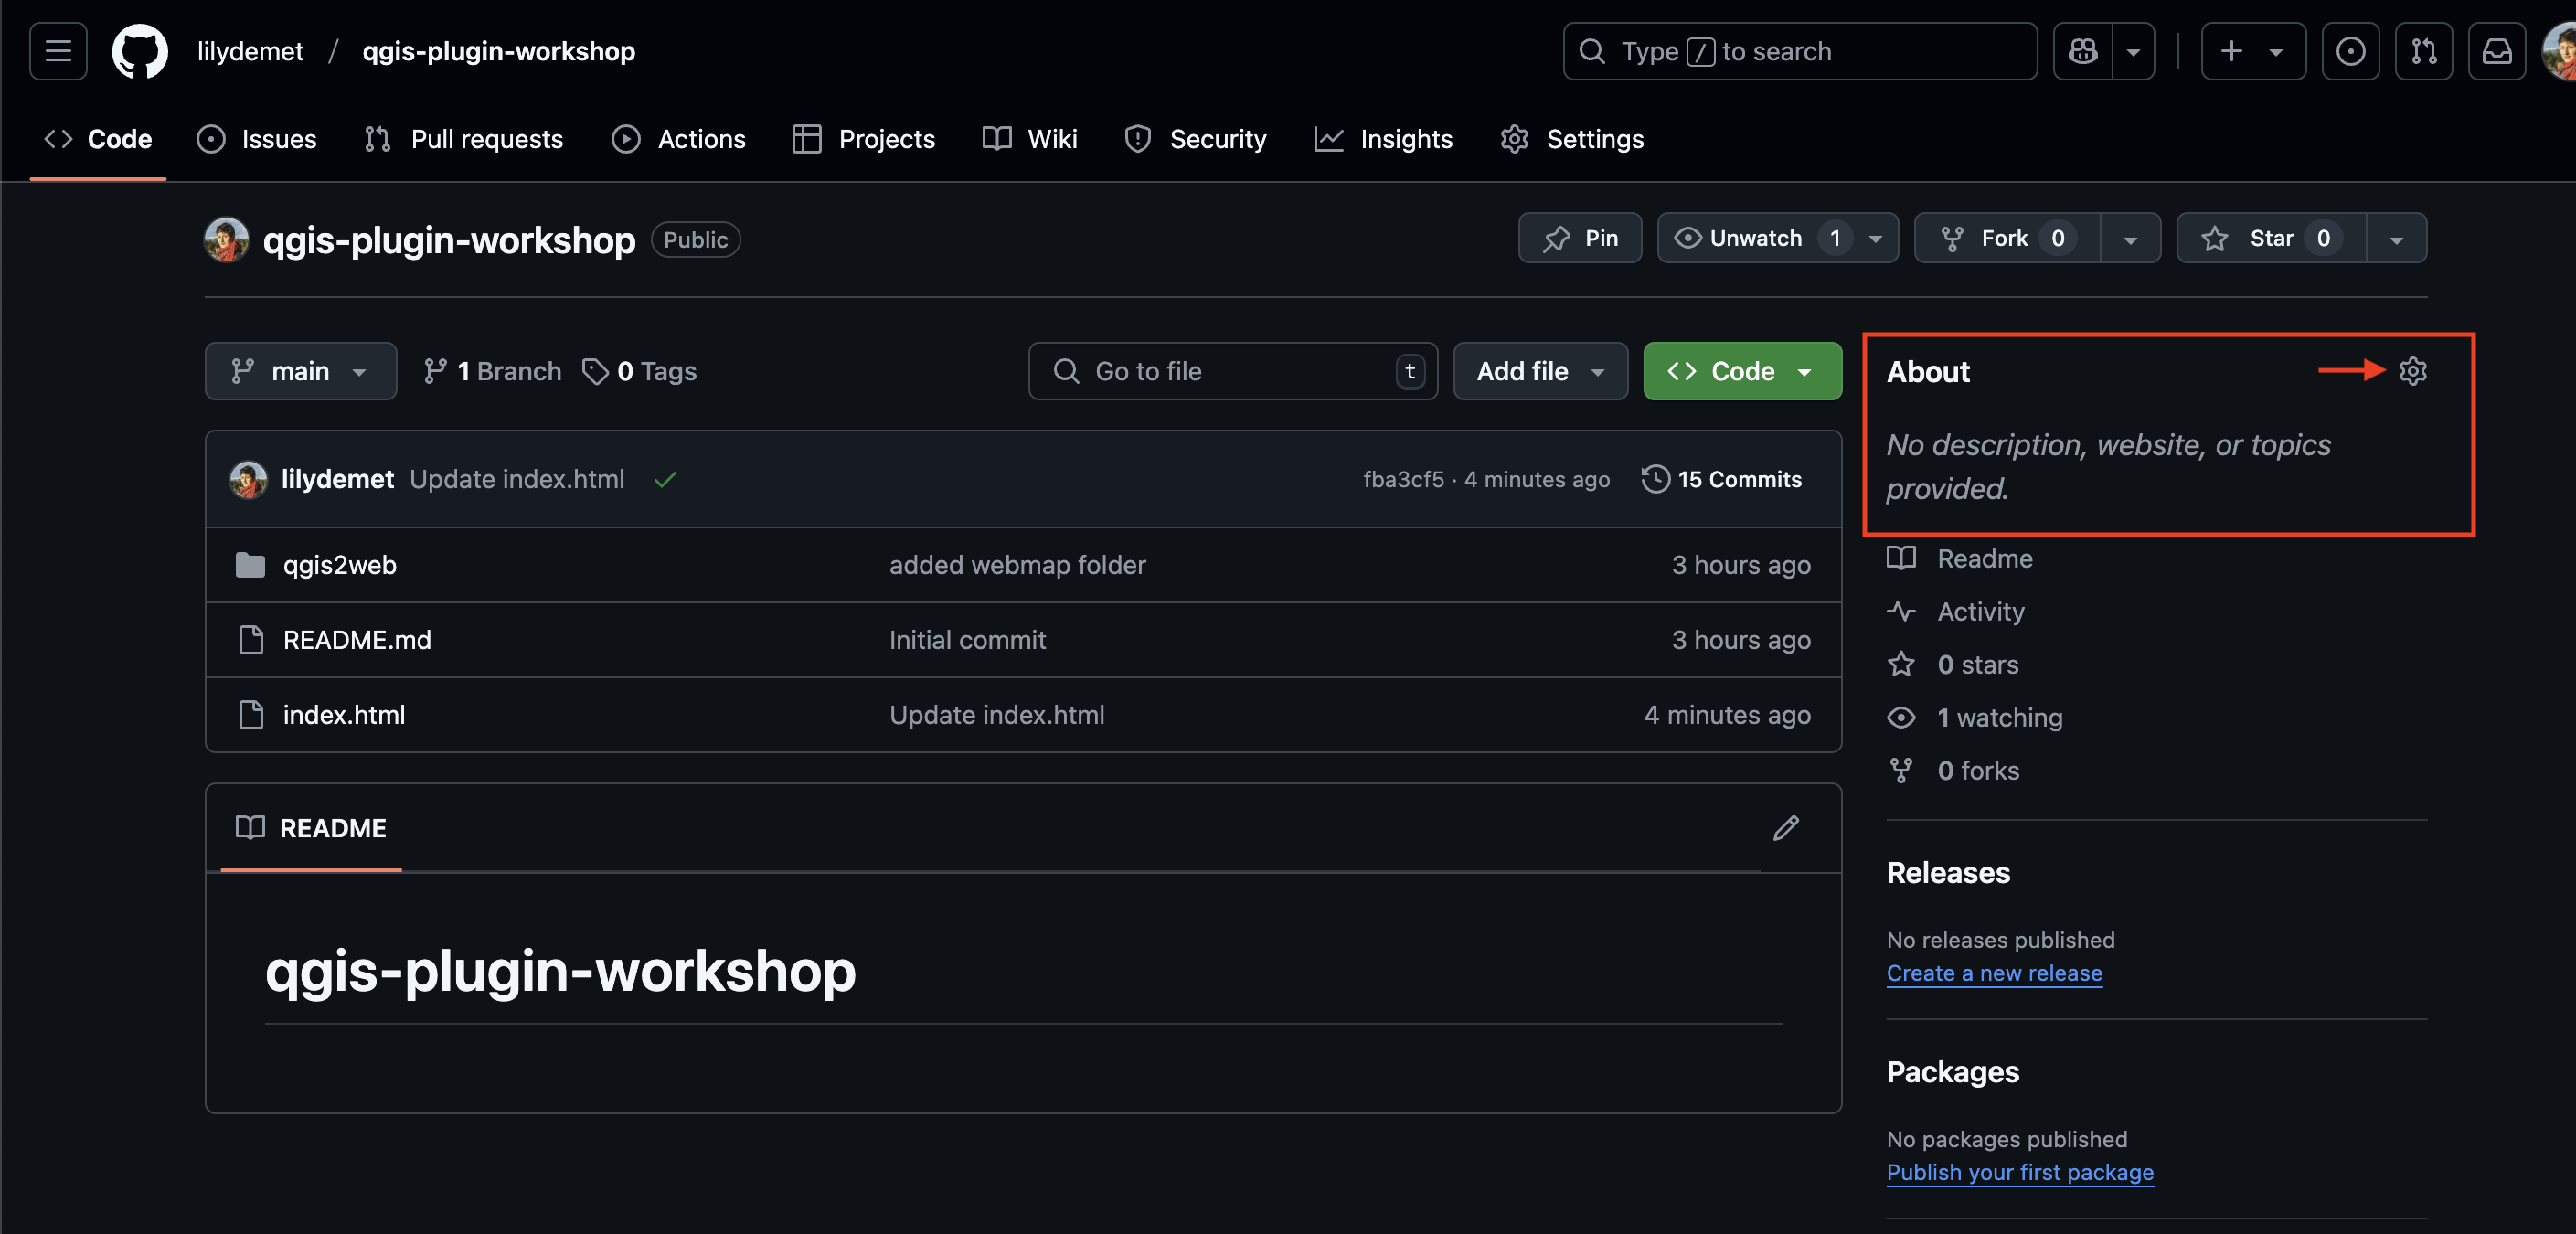 lilydemet / qgis-plugin-workshop
Type / to search
Code Issues Pull requests Actions Projects Wiki Security Insights Settings
qgis-plugin-workshop Public
Pin Unwatch 1 Fork 0 Star 0
main 1 Branch 0 Tags Go to file t Add file Code
lilydemet Update index.html fba3cf5 · 4 minutes ago 15 Commits
qgis2web added webmap folder 3 hours ago
README.md Initial commit 3 hours ago
index.html Update index.html 4 minutes ago
README
qgis-plugin-workshop
About
No description, website, or topics
provided.
Readme
Activity
0 stars
1 watching
0 forks
Releases
No releases published
Create a new release
Packages
No packages published
Publish your first package